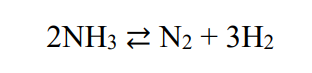 2NH₃ ⇄ N₂ + 3H₂